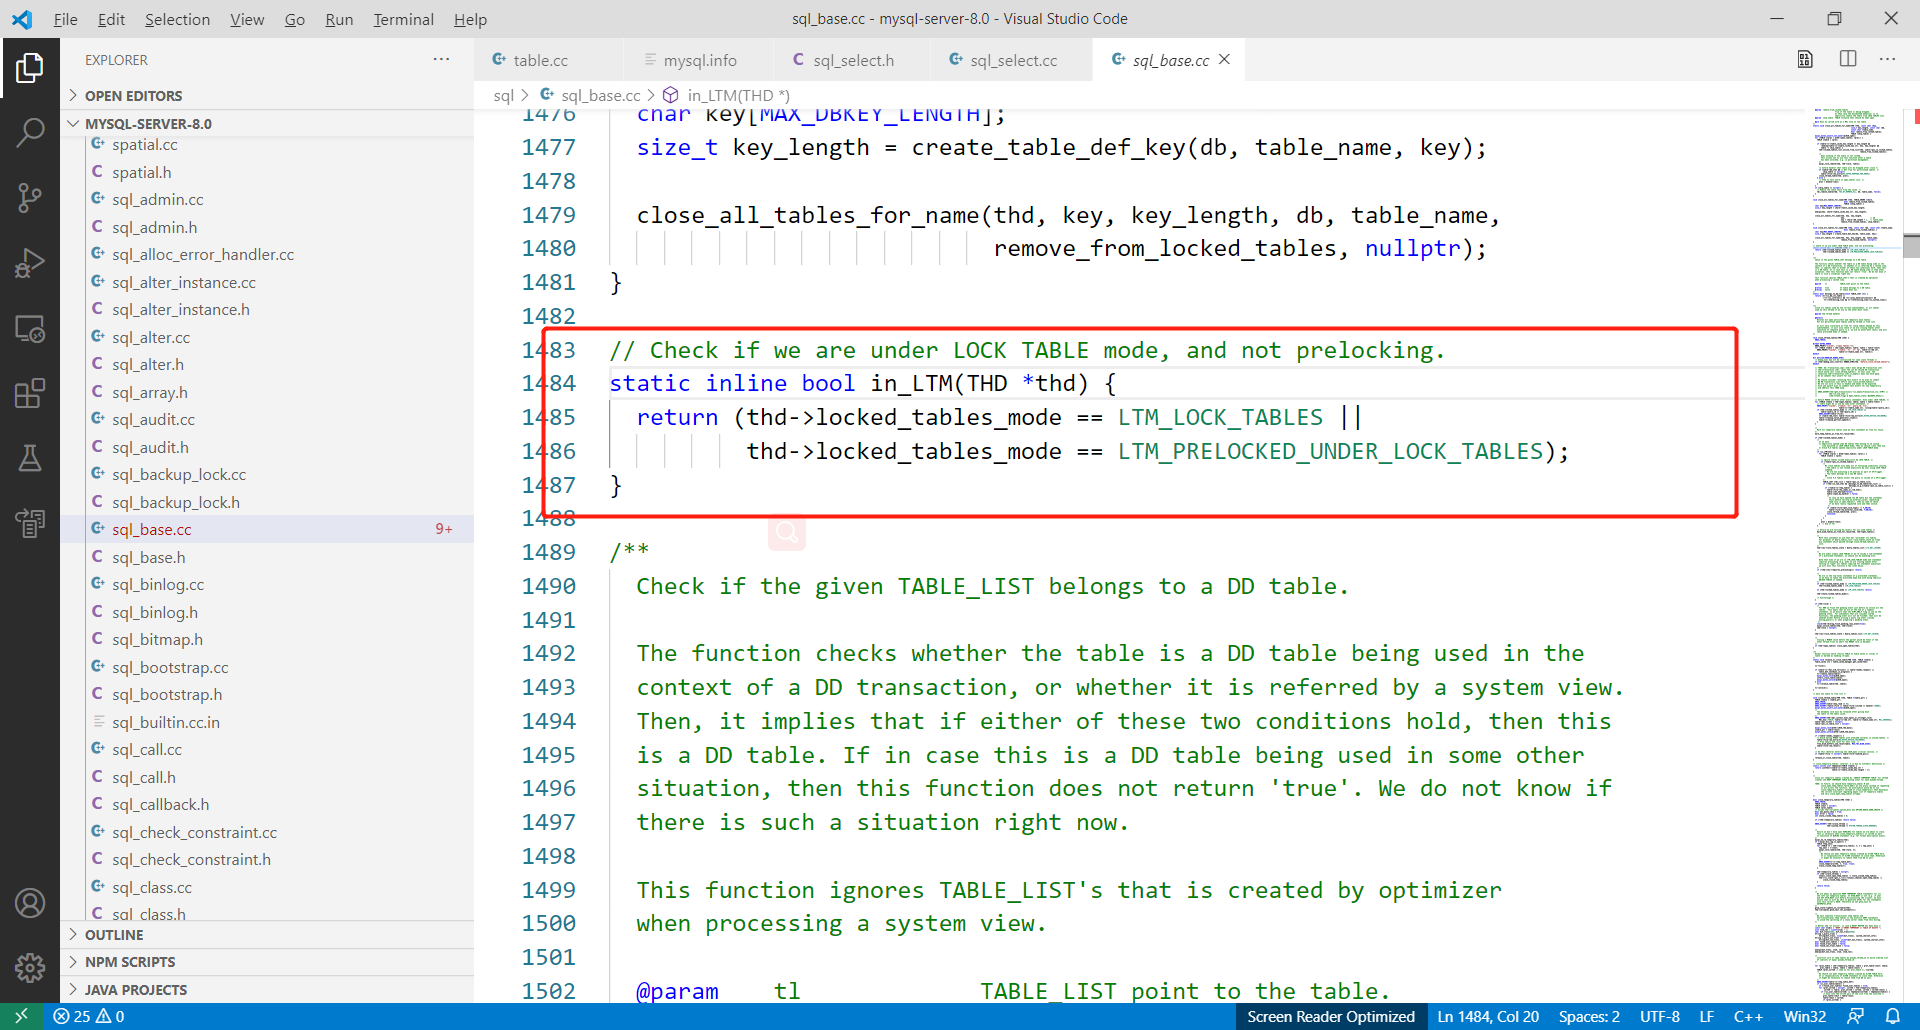 File Edit Selection View Go Run Terminal Help
sql_base.cc - mysql-server-8.0 - Visual Studio Code
EXPLORER
OPEN EDITORS
MYSQL-SERVER-8.0
spatial.cc
spatial.h
sql_admin.cc
sql_admin.h
sql_alloc_error_handler.cc
sql_alter_instance.cc
sql_alter_instance.h
sql_alter.cc
sql_alter.h
sql_array.h
sql_audit.cc
sql_audit.h
sql_backup_lock.cc
sql_backup_lock.h
sql_base.cc 9+
sql_base.h
sql_binlog.cc
sql_binlog.h
sql_bitmap.h
sql_bootstrap.cc
sql_bootstrap.h
sql_builtin.cc.in
sql_call.cc
sql_call.h
sql_callback.h
sql_check_constraint.cc
sql_check_constraint.h
sql_class.cc
sql_class.h
OUTLINE
NPM SCRIPTS
JAVA PROJECTS
table.cc mysql.info sql_select.h sql_select.cc sql_base.cc
sql > sql_base.cc > in_LTM(THD *)
1476 char key[MAX_DBKEY_LENGTH];
1477 size_t key_length = create_table_def_key(db, table_name, key);
1478
1479 close_all_tables_for_name(thd, key, key_length, db, table_name,
1480 remove_from_locked_tables, nullptr);
1481 }
1482
1483 // Check if we are under LOCK TABLE mode, and not prelocking.
1484 static inline bool in_LTM(THD *thd) {
1485 return (thd->locked_tables_mode == LTM_LOCK_TABLES ||
1486 thd->locked_tables_mode == LTM_PRELOCKED_UNDER_LOCK_TABLES);
1487 }
1488
1489 /**
1490 Check if the given TABLE_LIST belongs to a DD table.
1491
1492 The function checks whether the table is a DD table being used in the
1493 context of a DD transaction, or whether it is referred by a system view.
1494 Then, it implies that if either of these two conditions hold, then this
1495 is a DD table. If in case this is a DD table being used in some other
1496 situation, then this function does not return 'true'. We do not know if
1497 there is such a situation right now.
1498
1499 This function ignores TABLE_LIST's that is created by optimizer
1500 when processing a system view.
1501
1502 @param tl TABLE_LIST point to the table.
25 0
Screen Reader Optimized Ln 1484, Col 20 Spaces: 2 UTF-8 LF C++ Win32